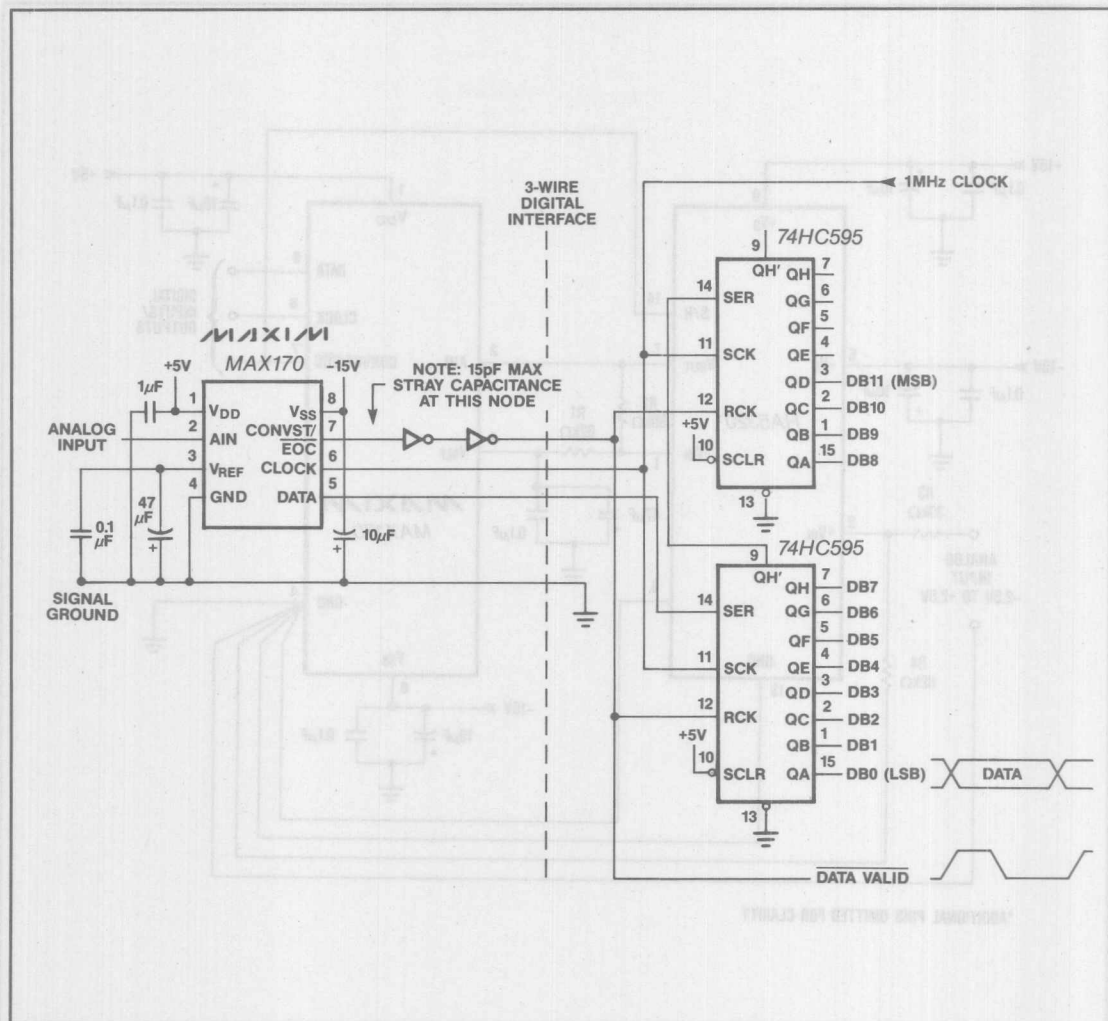 3-WIRE
DIGITAL
INTERFACE
1MHz CLOCK
74HC595
9
QH'
14 SER
11 SCK
12 RCK
+5V
10 SCLR
13
QH 7
QG 6
QF 5
QE 4
QD 3 DB11 (MSB)
QC 2 DB10
QB 1 DB9
QA 15 DB8
MAXIM
MAX170
+5V
-15V
1µF
1 VDD
ANALOG
INPUT
2 AIN
3 VREF
4 GND
VSS 8
CONVST/EOC 7
CLOCK 6
DATA 5
NOTE: 15pF MAX
STRAY CAPACITANCE
AT THIS NODE
0.1
µF
47
µF
+
10µF
+
SIGNAL
GROUND
74HC595
9
QH'
14 SER
11 SCK
12 RCK
+5V
10 SCLR
13
QH 7 DB7
QG 6 DB6
QF 5 DB5
QE 4 DB4
QD 3 DB3
QC 2 DB2
QB 1 DB1
QA 15 DB0 (LSB)
DATA
DATA VALID